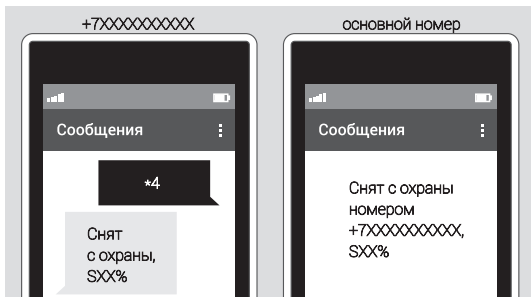 +7XXXXXXXXXX
Сообщения
*4
Снят
с охраны,
SXX%
основной номер
Сообщения
Снят с охраны
номером
+7XXXXXXXXXX,
SXX%